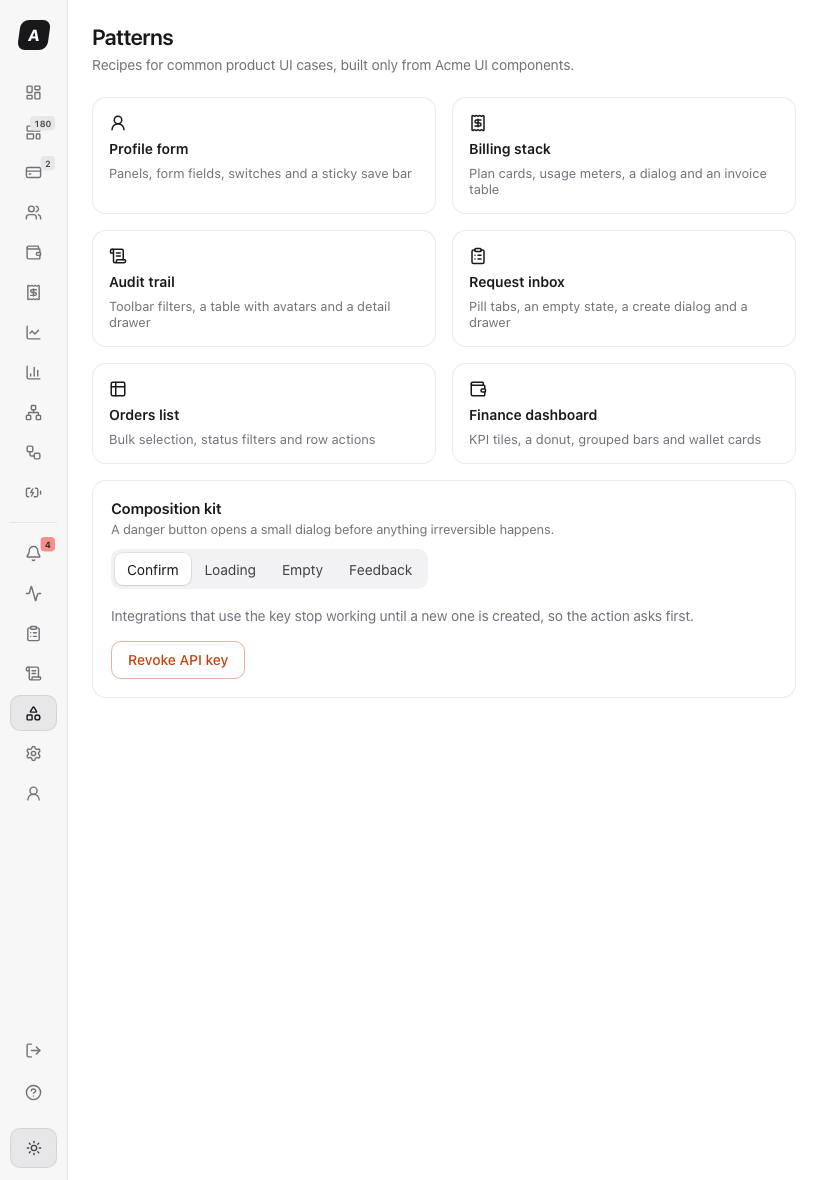 A
180
2
4
Patterns
Recipes for common product UI cases, built only from Acme UI components.
Profile form
Panels, form fields, switches and a sticky save bar
Billing stack
Plan cards, usage meters, a dialog and an invoice
table
Audit trail
Toolbar filters, a table with avatars and a detail
drawer
Request inbox
Pill tabs, an empty state, a create dialog and a
drawer
Orders list
Bulk selection, status filters and row actions
Finance dashboard
KPI tiles, a donut, grouped bars and wallet cards
Composition kit
A danger button opens a small dialog before anything irreversible happens.
Confirm Loading Empty Feedback
Integrations that use the key stop working until a new one is created, so the action asks first.
Revoke API key